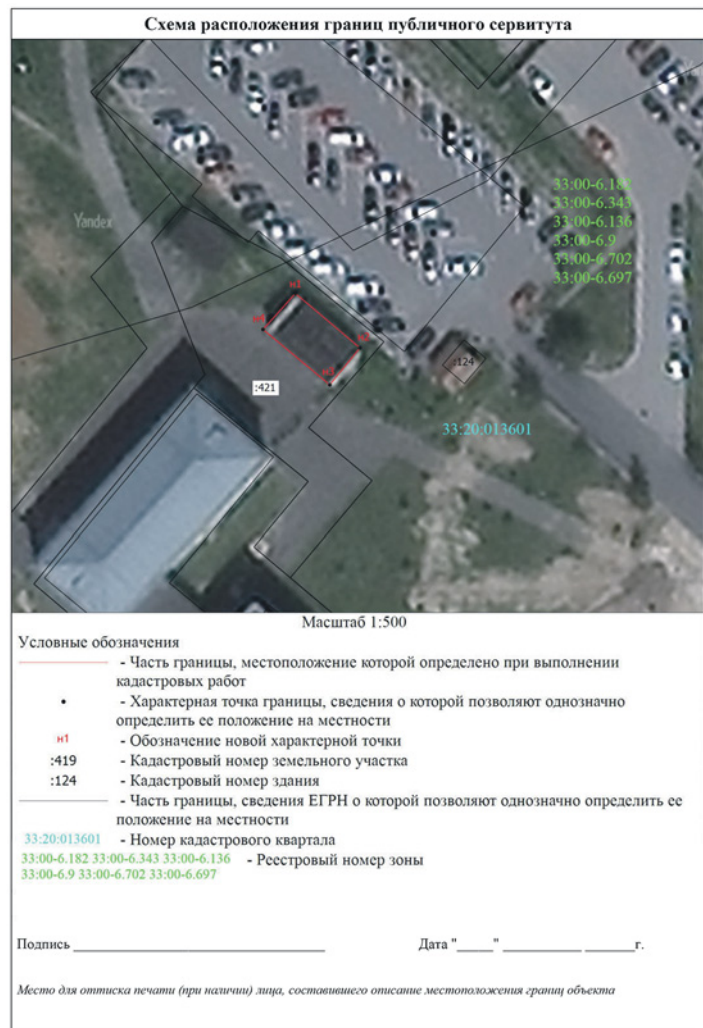 Схема расположения границ публичного сервитута
33:00-6.182
33:00-6.343
33:00-6.136
33:00-6.9
33:00-6.702
33:00-6.697
Yandex
н1
н4
н2
н3
:124
:421
33:20:013601
Масштаб 1:500
Условные обозначения
- Часть границы, местоположение которой определено при выполнении
кадастровых работ
- Характерная точка границы, сведения о которой позволяют однозначно
определить ее положение на местности
н1 - Обозначение новой характерной точки
:419 - Кадастровый номер земельного участка
:124 - Кадастровый номер здания
- Часть границы, сведения ЕГРН о которой позволяют однозначно определить ее
положение на местности
33:20:013601 - Номер кадастрового квартала
33:00-6.182 33:00-6.343 33:00-6.136 - Реестровый номер зоны
33:00-6.9 33:00-6.702 33:00-6.697
Подпись ____________________ Дата "_____" ____________ _______г.
Место для оттиска печати (при наличии) лица, составившего описание местоположения границ объекта